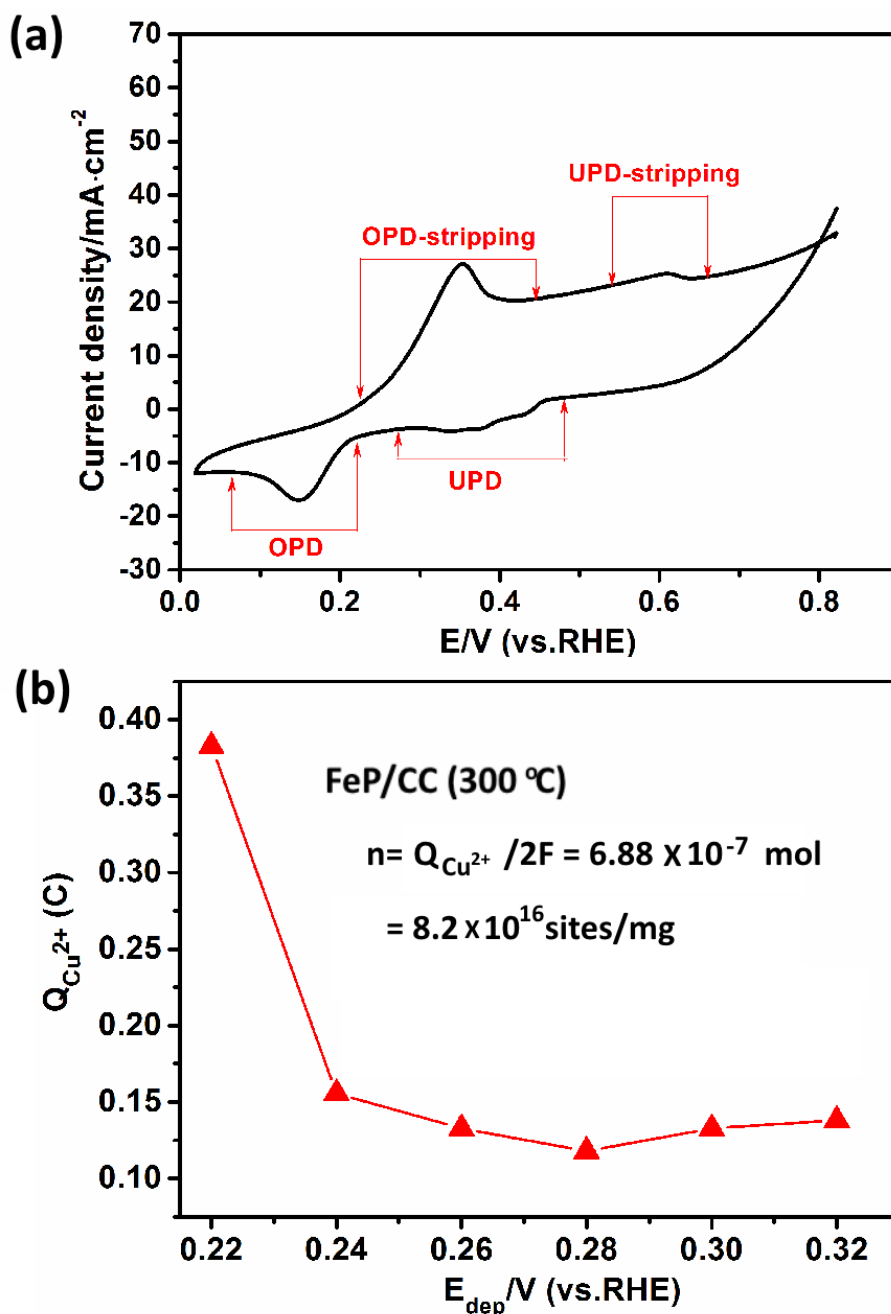 (a)
70
60
50
40
30
20
10
0
-10
-20
-30
Current density/mA·cm⁻²
UPD-stripping
OPD-stripping
UPD
OPD
0.0 0.2 0.4 0.6 0.8
E/V (vs.RHE)
(b)
0.40
0.35
0.30
0.25
0.20
0.15
0.10
Q_Cu²⁺ (C)
FeP/CC (300 ºC)
n= Q_Cu²⁺ /2F = 6.88 X 10⁻⁷ mol
= 8.2 x 10¹⁶ sites/mg
0.22 0.24 0.26 0.28 0.30 0.32
E_dep/V (vs.RHE)